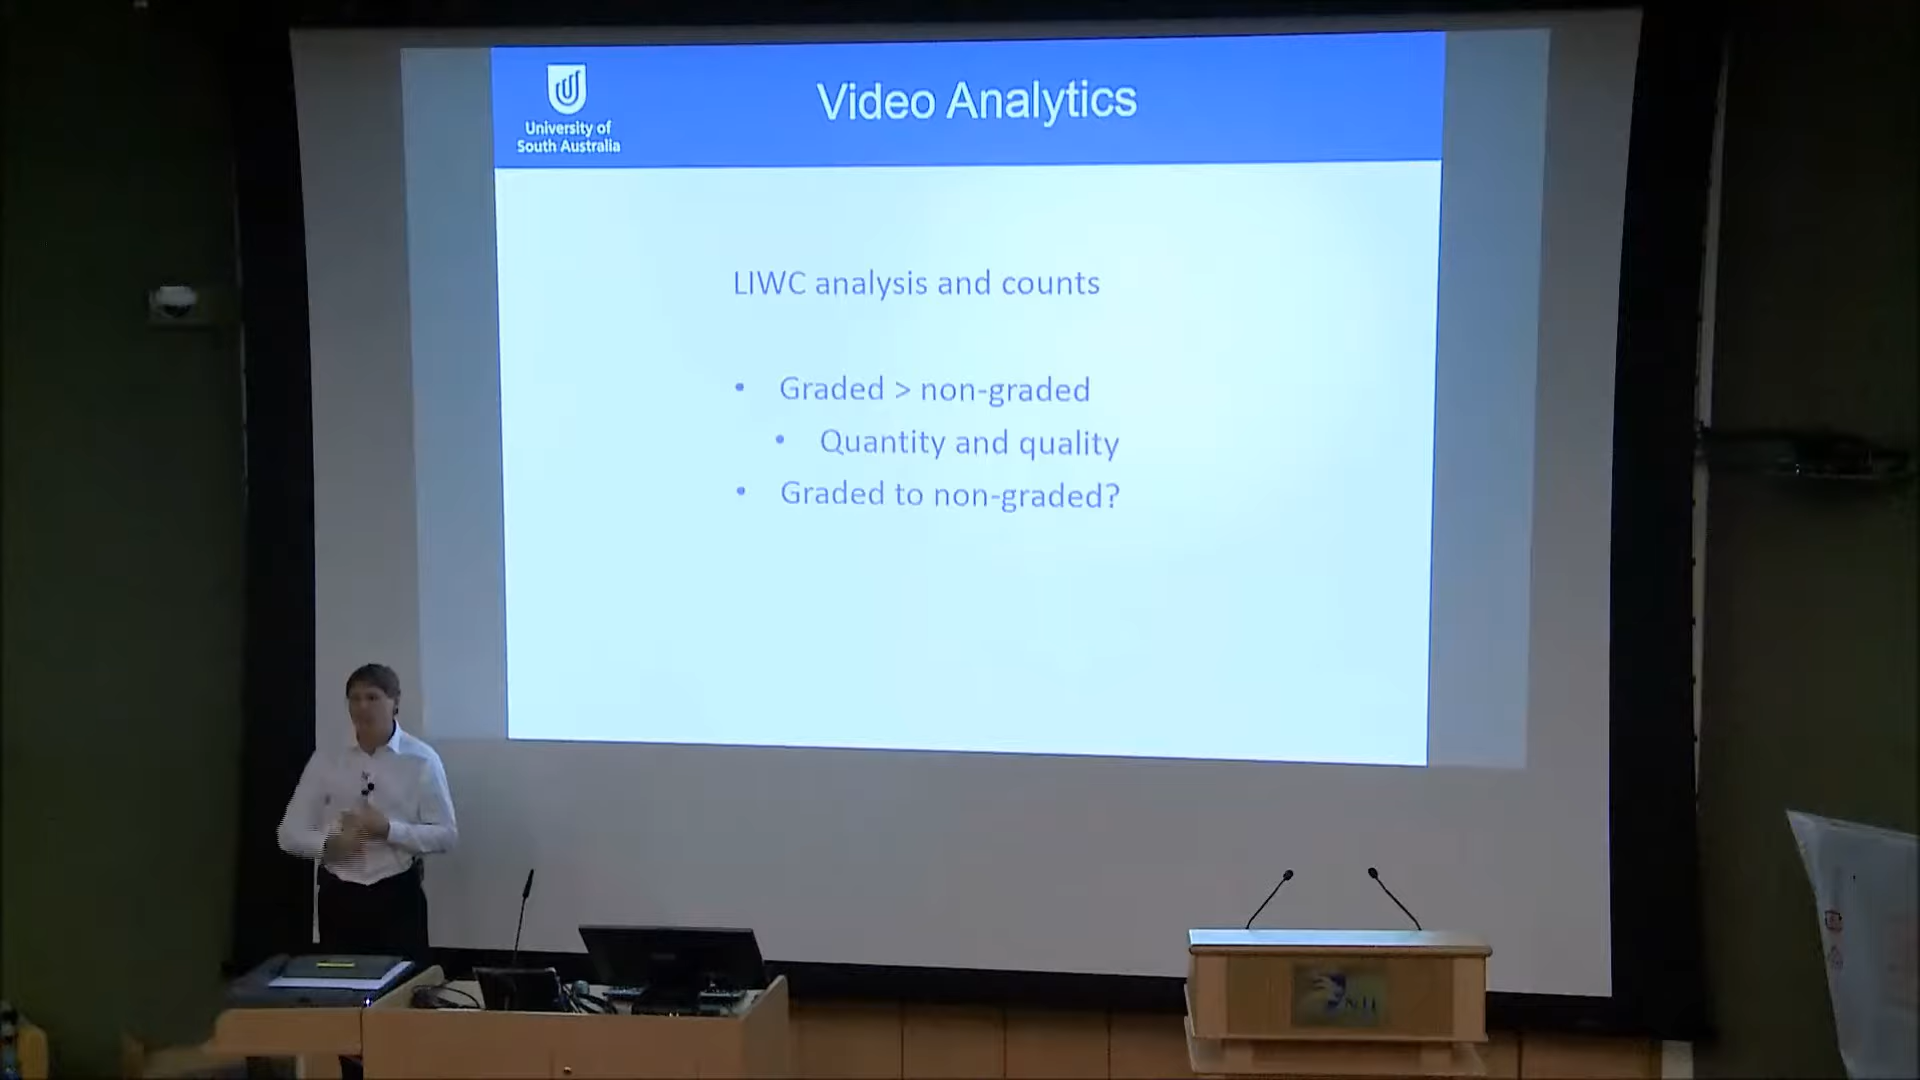 University of
South Australia
Video Analytics
LIWC analysis and counts
• Graded > non-graded
• Quantity and quality
• Graded to non-graded?